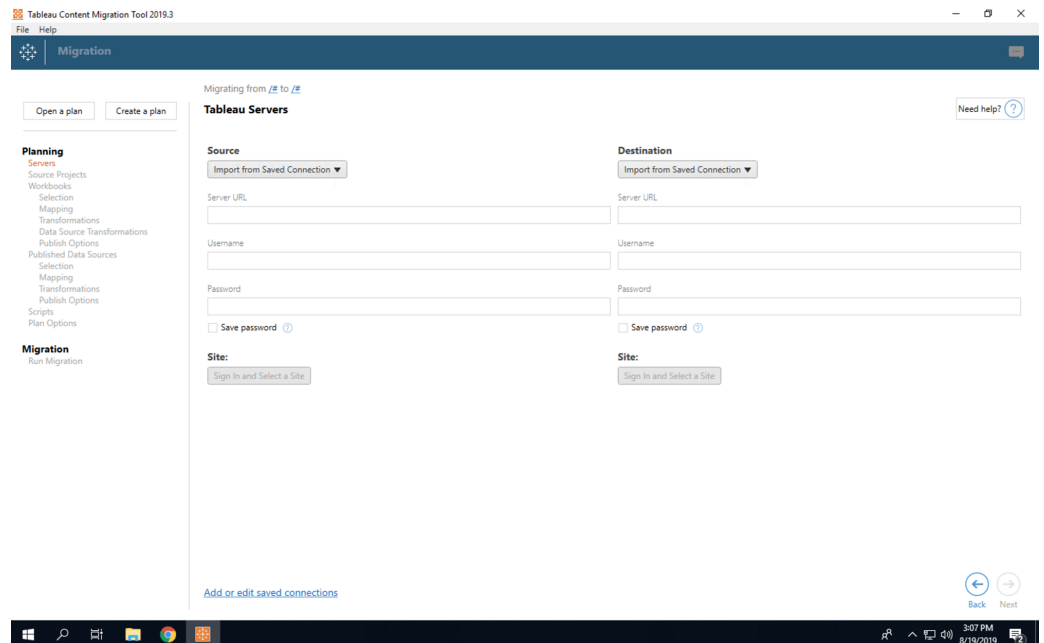 Tableau Content Migration Tool 2019.3
File Help
Migration
Migrating from /# to /#
Open a plan
Create a plan
Tableau Servers
Need help? ?
Planning
Servers
Source Projects
Workbooks
Selection
Mapping
Transformations
Data Source Transformations
Publish Options
Published Data Sources
Selection
Mapping
Transformations
Publish Options
Scripts
Plan Options
Migration
Run Migration
Source
Import from Saved Connection ▼
Server URL
Username
Password
Save password ?
Site:
Sign In and Select a Site
Destination
Import from Saved Connection ▼
Server URL
Username
Password
Save password ?
Site:
Sign In and Select a Site
Add or edit saved connections
Back
Next
3:07 PM
8/19/2019
2